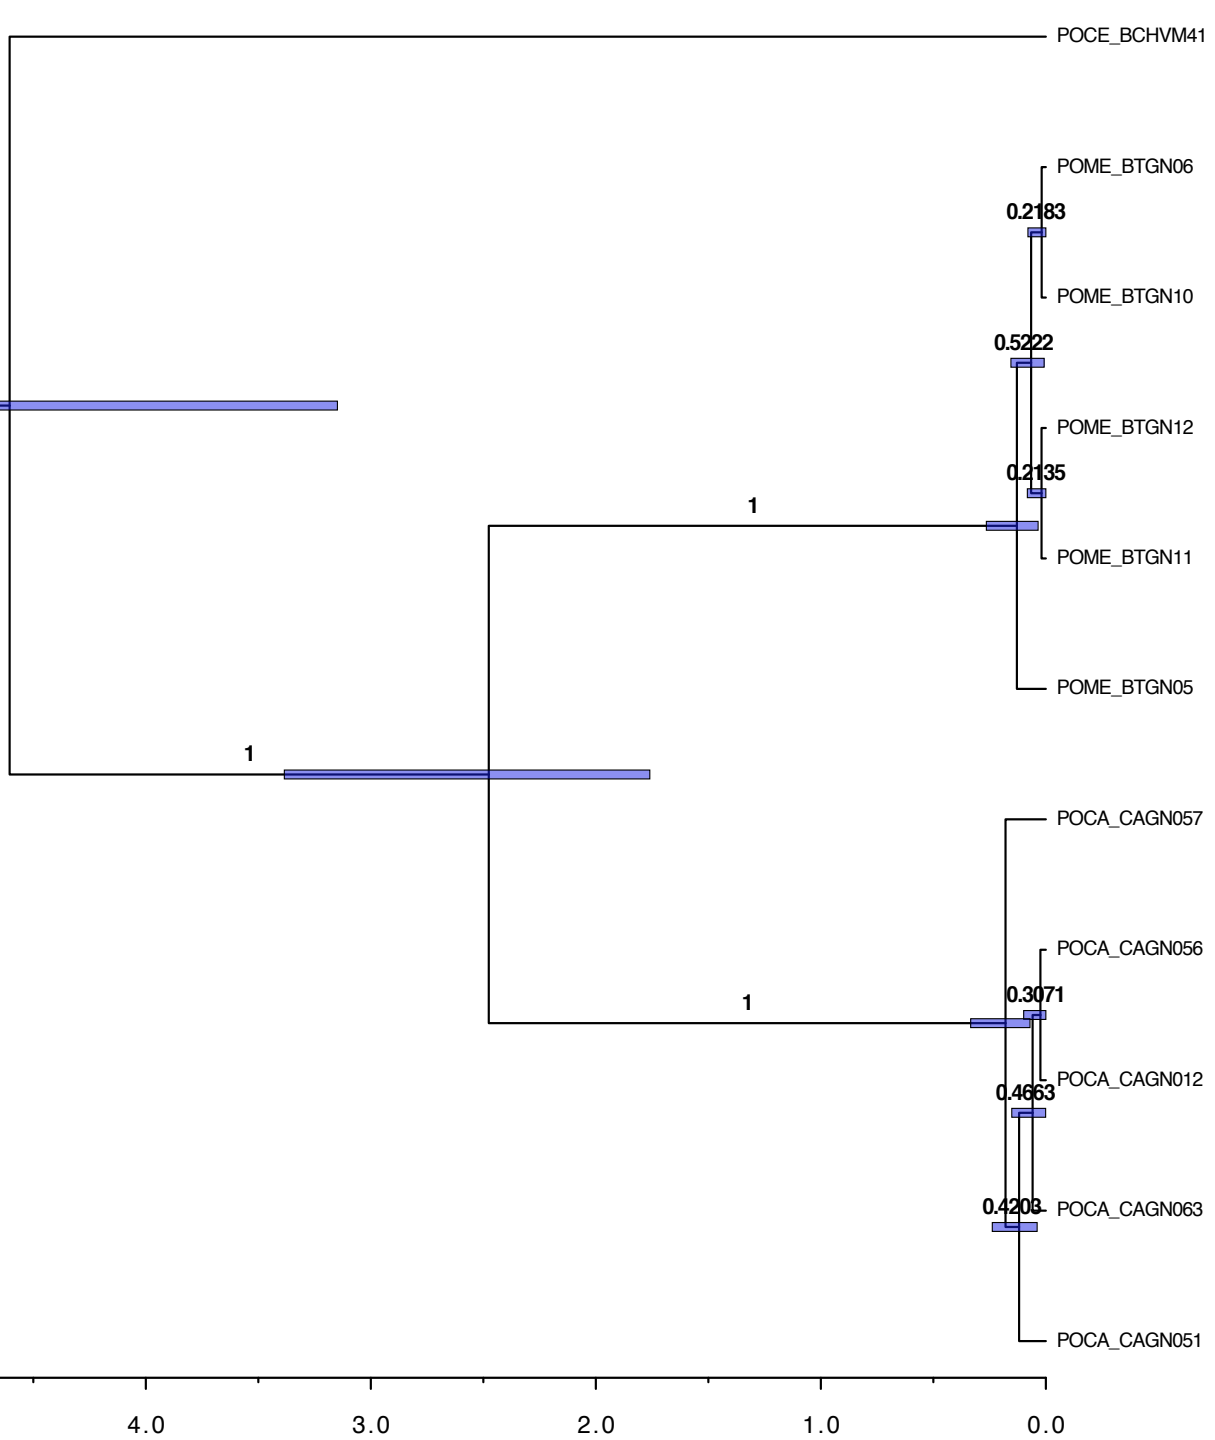 POCE_BCHVM41
POME_BTGN06
0.2183
POME_BTGN10
0.5222
POME_BTGN12
0.2135
1
POME_BTGN11
POME_BTGN05
1
POCA_CAGN057
POCA_CAGN056
0.3071
1
POCA_CAGN012
0.4663
0.4203
POCA_CAGN063
POCA_CAGN051
4.0 3.0 2.0 1.0 0.0